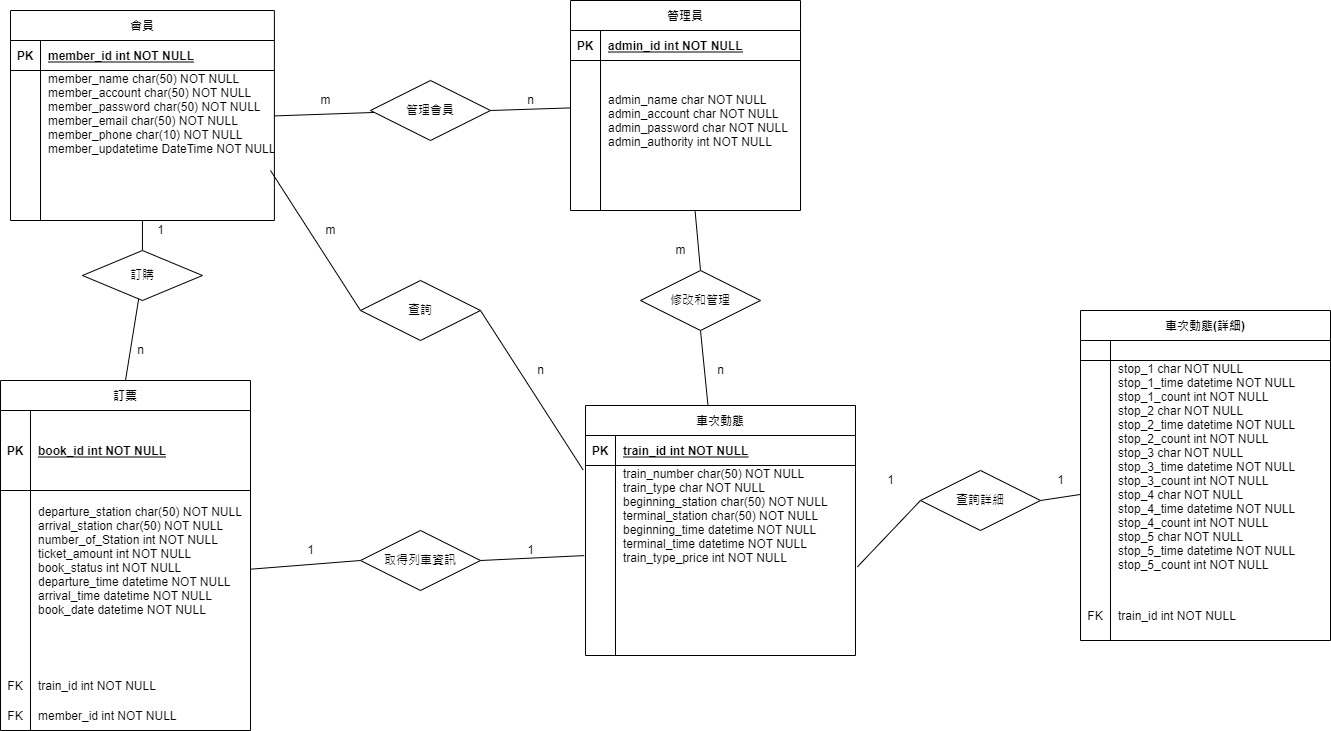 會員
PK member_id int NOT NULL
member_name char(50) NOT NULL
member_account char(50) NOT NULL
member_password char(50) NOT NULL
member_email char(50) NOT NULL
member_phone char(10) NOT NULL
member_updatetime DateTime NOT NULL
m
管理會員
n
管理員
PK admin_id int NOT NULL
admin_name char NOT NULL
admin_account char NOT NULL
admin_password char NOT NULL
admin_authority int NOT NULL
1
訂購
n
m
查詢
n
m
修改和管理
n
訂票
PK book_id int NOT NULL
departure_station char(50) NOT NULL
arrival_station char(50) NOT NULL
number_of_Station int NOT NULL
ticket_amount int NOT NULL
book_status int NOT NULL
departure_time datetime NOT NULL
arrival_time datetime NOT NULL
book_date datetime NOT NULL
FK train_id int NOT NULL
FK member_id int NOT NULL
1
取得列車資訊
1
車次動態
PK train_id int NOT NULL
train_number char(50) NOT NULL
train_type char NOT NULL
beginning_station char(50) NOT NULL
terminal_station char(50) NOT NULL
beginning_time datetime NOT NULL
terminal_time datetime NOT NULL
train_type_price int NOT NULL
1
查詢詳細
1
車次動態(詳細)
stop_1 char NOT NULL
stop_1_time datetime NOT NULL
stop_1_count int NOT NULL
stop_2 char NOT NULL
stop_2_time datetime NOT NULL
stop_2_count int NOT NULL
stop_3 char NOT NULL
stop_3_time datetime NOT NULL
stop_3_count int NOT NULL
stop_4 char NOT NULL
stop_4_time datetime NOT NULL
stop_4_count int NOT NULL
stop_5 char NOT NULL
stop_5_time datetime NOT NULL
stop_5_count int NOT NULL
FK train_id int NOT NULL